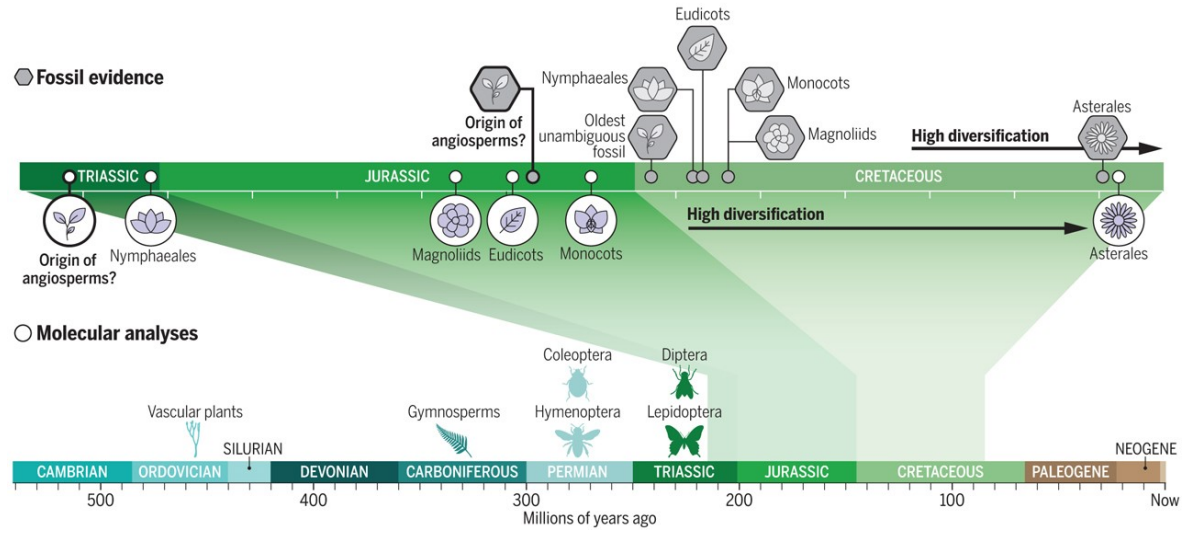 Eudicots
Fossil evidence
Nymphaeales
Monocots
Origin of
angiosperms?
Oldest
unambiguous
fossil
Magnoliids
Asterales
High diversification
TRIASSIC
JURASSIC
CRETACEOUS
High diversification
Origin of
angiosperms?
Nymphaeales
Magnoliids
Eudicots
Monocots
Asterales
Molecular analyses
Coleoptera
Diptera
Vascular plants
Gymnosperms
Hymenoptera
Lepidoptera
SILURIAN
NEOGENE
CAMBRIAN
ORDOVICIAN
DEVONIAN
CARBONIFEROUS
PERMIAN
TRIASSIC
JURASSIC
CRETACEOUS
PALEOGENE
500
400
300
200
100
Now
Millions of years ago